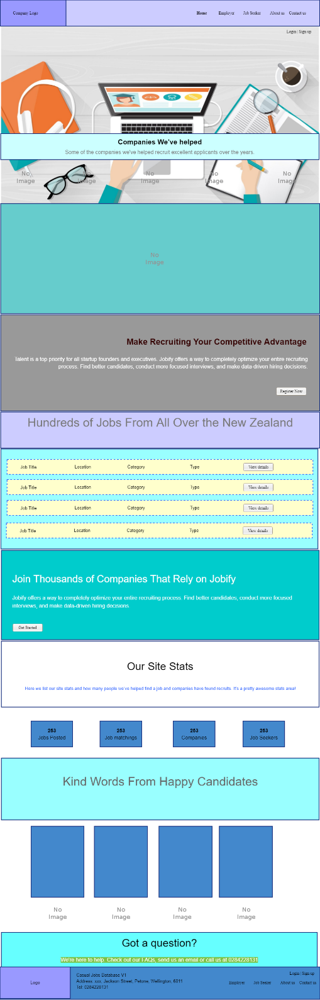 Company Logo
Home Employer Job Seeker About us Contact us
Login | Sign up
Companies We've helped
Some of the companies we've helped recruit excellent applicants over the years.
No Image
No Image
No Image
No Image
No Image
No Image
Make Recruiting Your Competitive Advantage
Talent is a top priority for all startup founders and executives. Jobify offers a way to completely optimize your entire recruiting
process. Find better candidates, conduct more focused interviews, and make data-driven hiring decisions.
Register Now
Hundreds of Jobs From All Over the New Zealand
Job Title Location Category Type View details
Job Title Location Category Type View details
Job Title Location Category Type View details
Job Title Location Category Type View details
Join Thousands of Companies That Rely on Jobify
Jobify offers a way to completely optimize your entire recruiting process. Find better candidates, conduct more focused
interviews, and make data-driven hiring decisions.
Get Started
Our Site Stats
Here we list our site stats and how many people we've helped find a job and companies have found recruits. It's a pretty awesome stats area!
253
Jobs Posted
253
Job matchings
253
Companies
253
Job Seekers
Kind Words From Happy Candidates
No Image
No Image
No Image
No Image
Got a question?
We're here to help. Check out our FAQs, send us an email or call us at 0284228131
Logo
Casual Jobs Database V1
Address: xxx, Jackson Street, Petone, Wellington, 6011
Tel: 0284228131
Login | Sign up
Employer Job Seeker About us Contact us